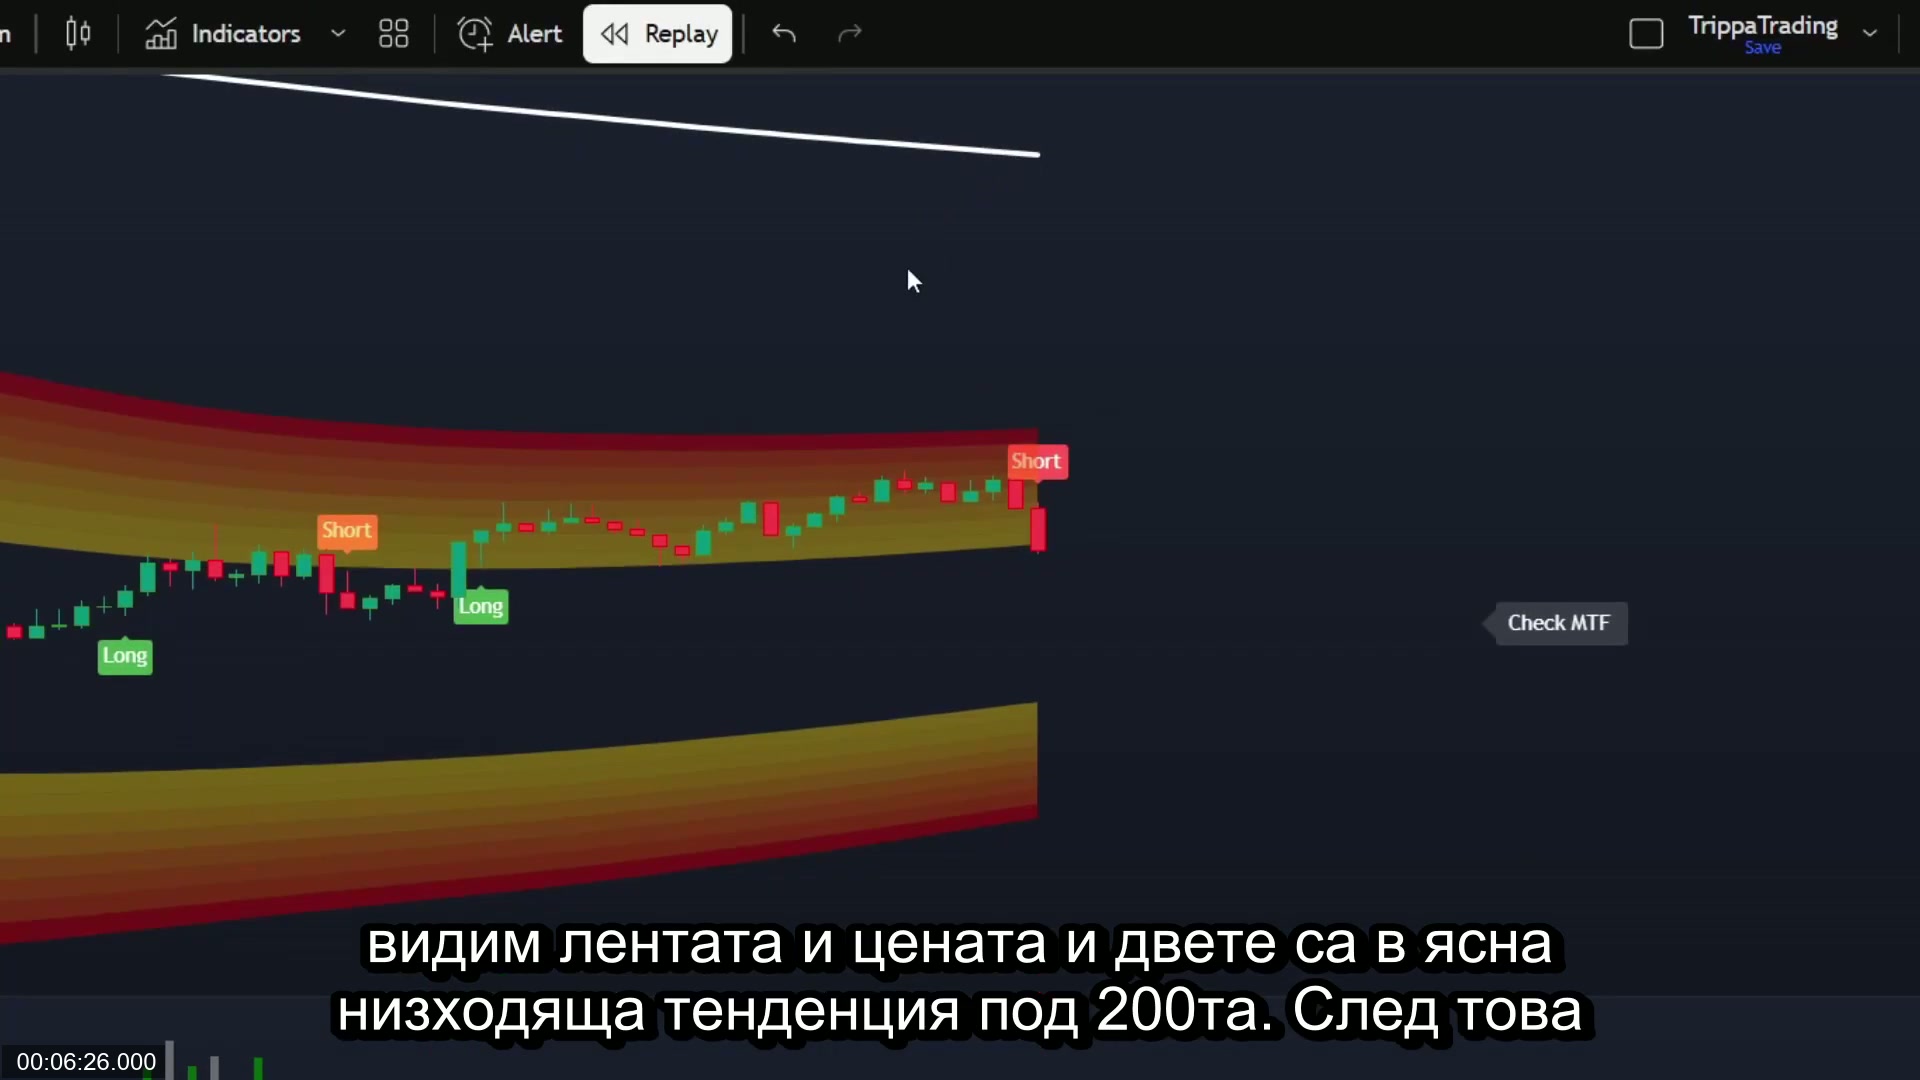 Indicators
Alert
Replay
TrippaTrading
Save
Short
Short
Long
Long
Check MTF
видим лентата и цената и двете са в ясна
низходяща тенденция под 200та. След това
00:06:26.000